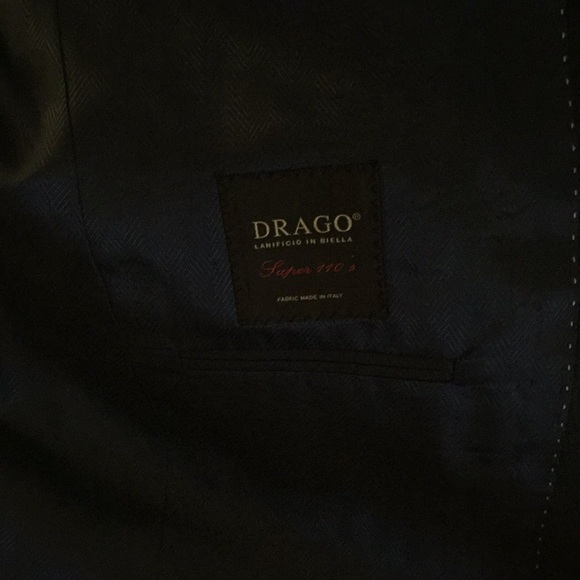 DRAGO®
LANIFICIO IN BIELLA
Super 110's
FABRIC MADE IN ITALY